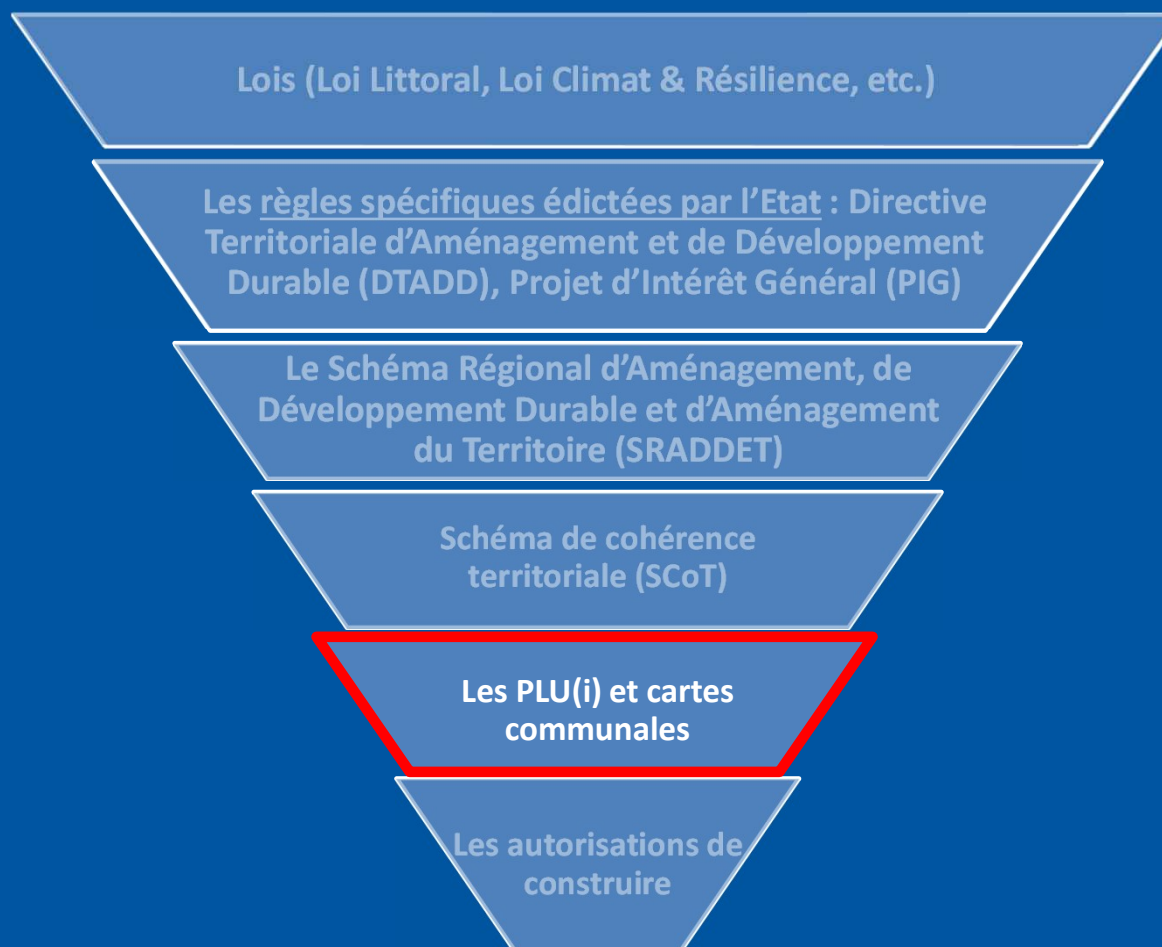 Lois (Loi Littoral, Loi Climat & Résilience, etc.)
Les règles spécifiques édictées par l’Etat : Directive
Territoriale d’Aménagement et de Développement
Durable (DTADD), Projet d’Intérêt Général (PIG)
Le Schéma Régional d’Aménagement, de
Développement Durable et d’Aménagement
du Territoire (SRADDET)
Schéma de cohérence
territoriale (SCoT)
Les PLU(i) et cartes
communales
Les autorisations de
construire